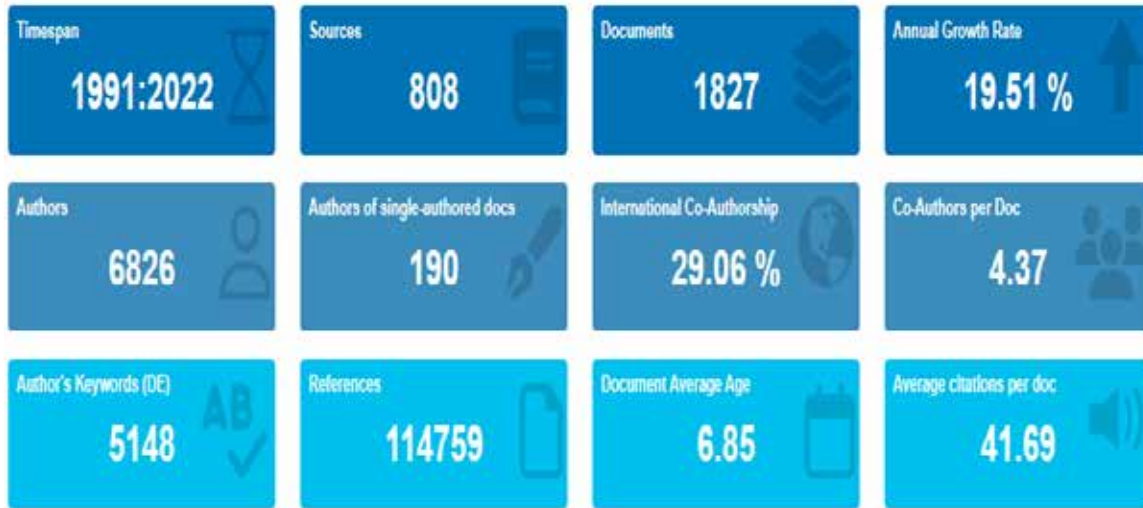 Timespan
1991:2022
Sources
808
Documents
1827
Annual Growth Rate
19.51 %
Authors
6826
Authors of single-authored docs
190
International Co-Authorship
29.06 %
Co-Authors per Doc
4.37
Author's Keywords (DE)
5148
AB
References
114759
Document Average Age
6.85
Average citations per doc
41.69